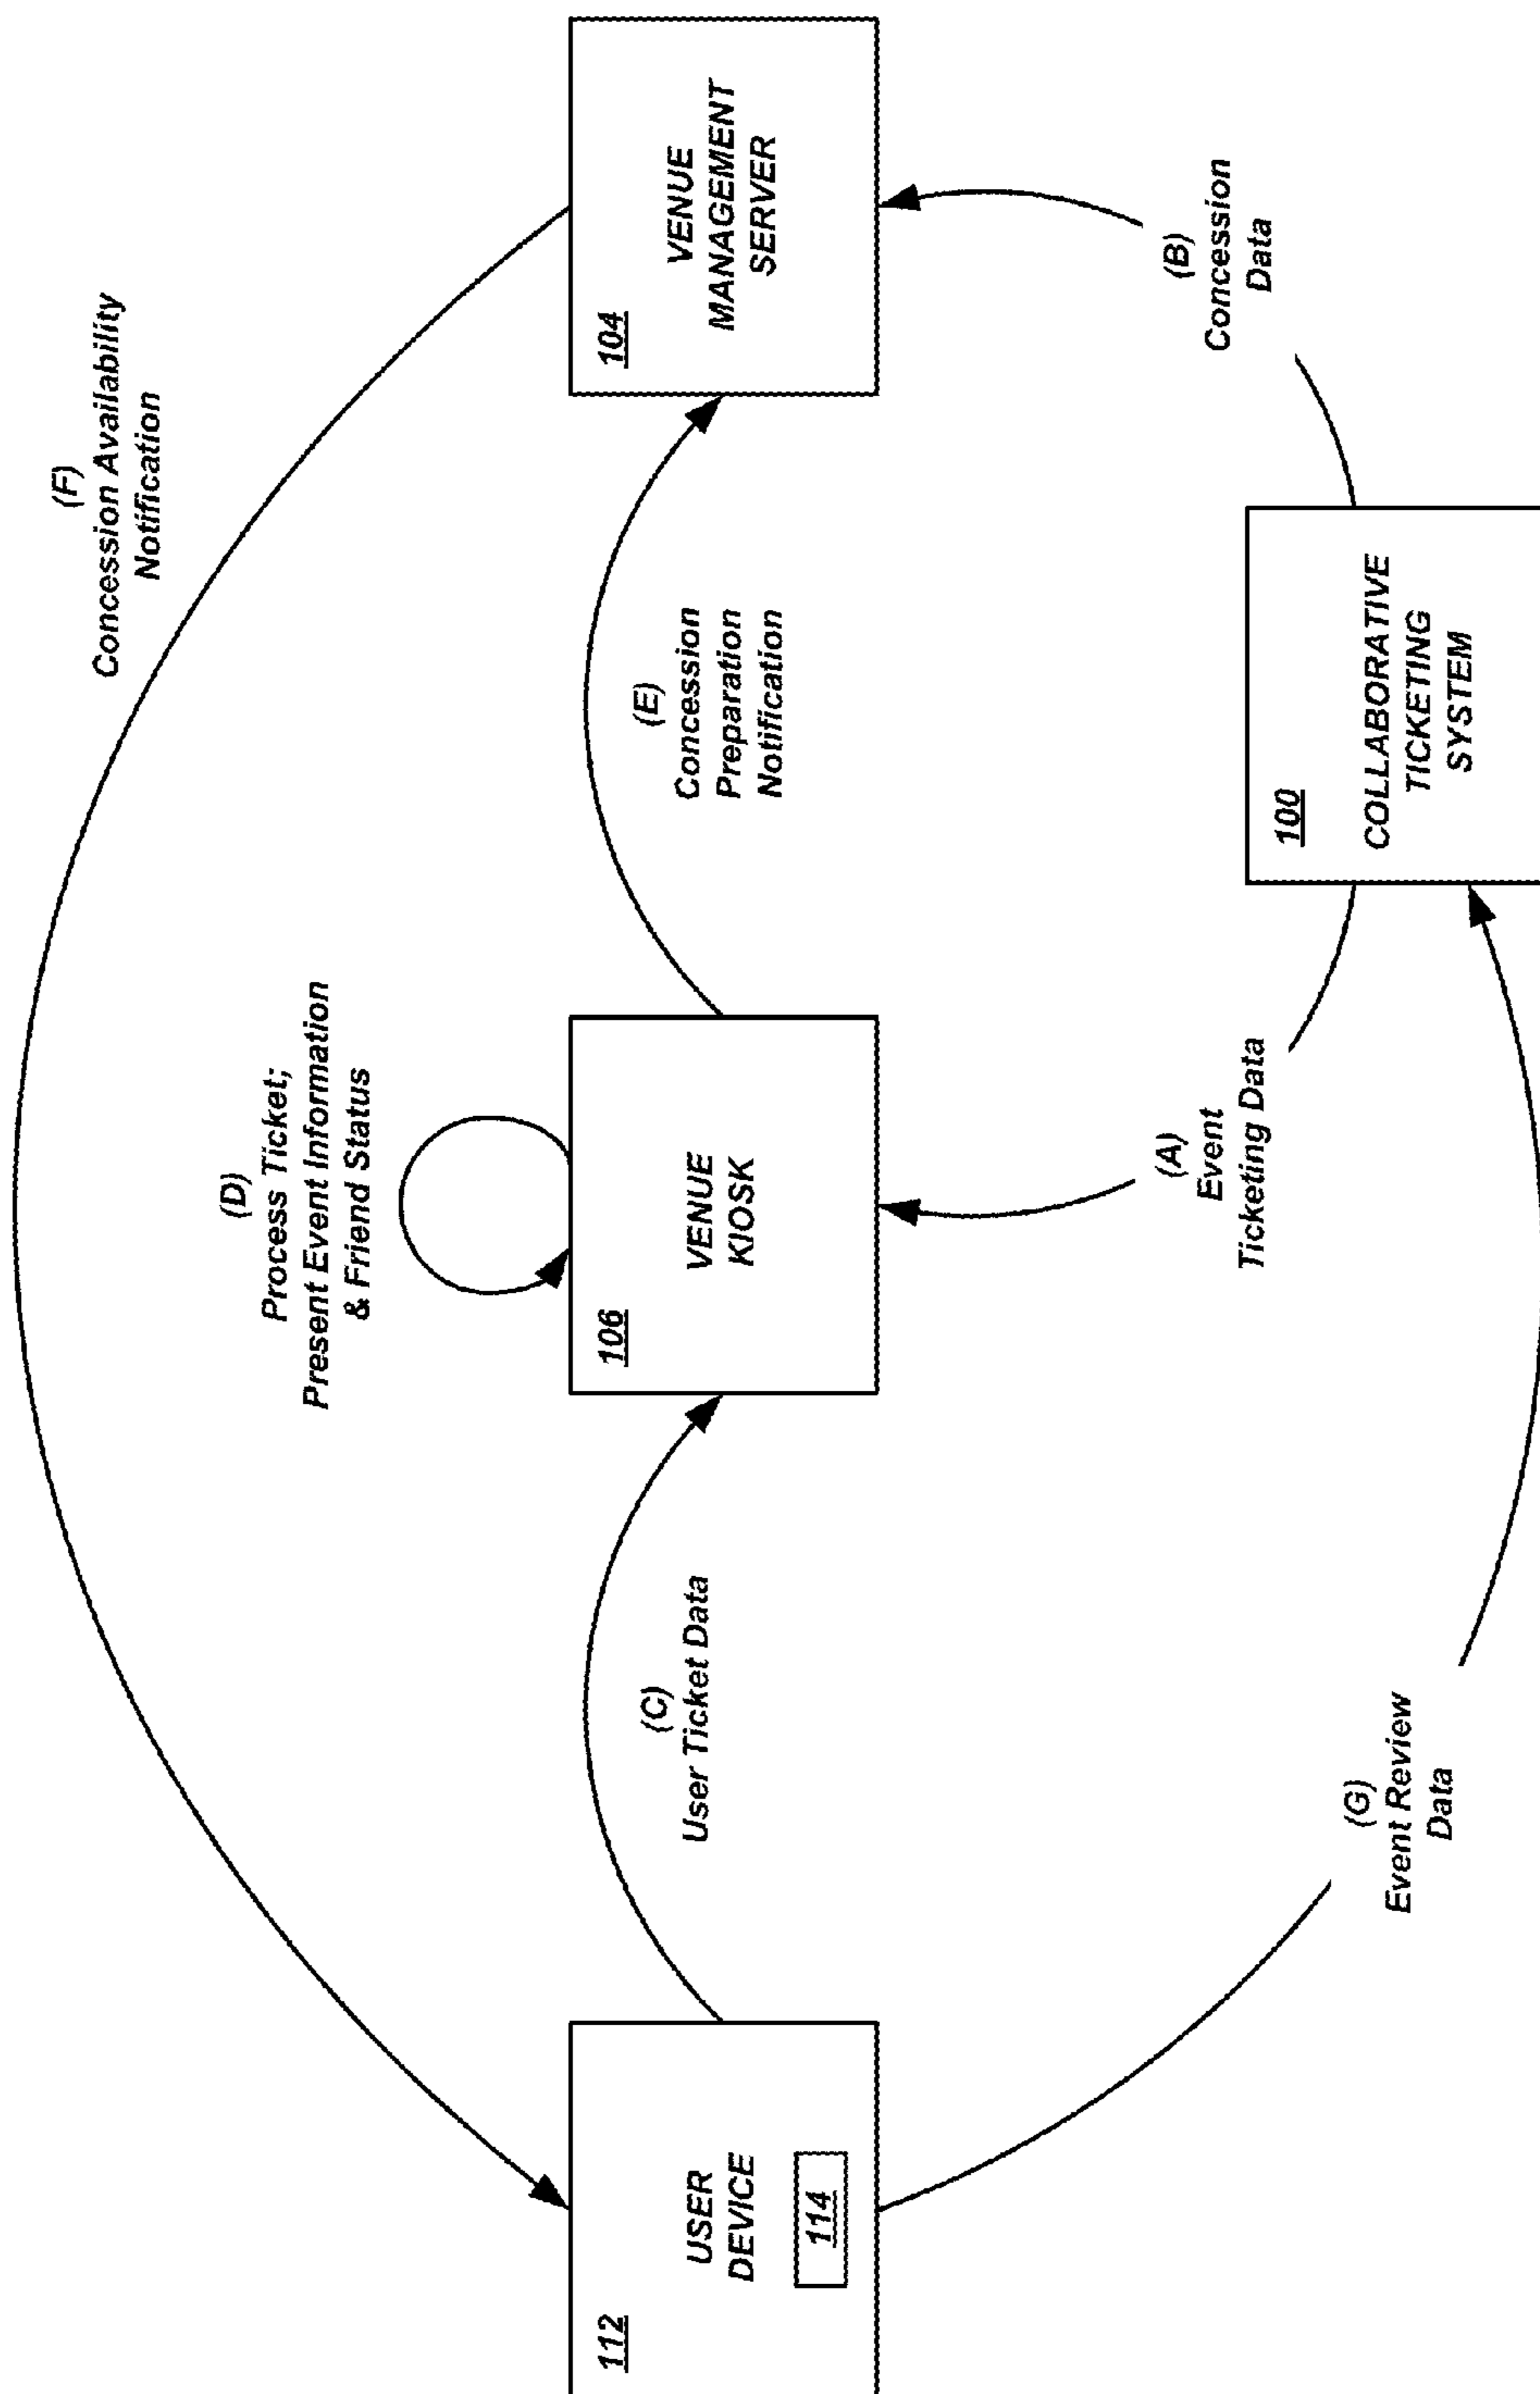 (F)
Concession Availability
Notification
(D)
Process Ticket;
Present Event Information
& Friend Status
112
USER
DEVICE
114
(C)
User Ticket Data
106
VENUE
KIOSK
(E)
Concession
Preparation
Notification
104
VENUE
MANAGEMENT
SERVER
(A)
Event
Ticketing Data
(B)
Concession
Data
(G)
Event Review
Data
100
COLLABORATIVE
TICKETING
SYSTEM